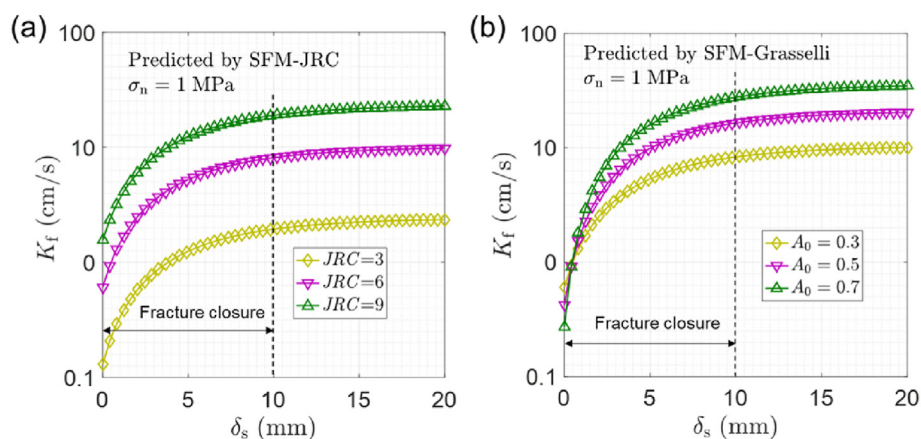 (a)
Predicted by SFM-JRC
σn = 1 MPa
100
10
0
0.1
Kf (cm/s)
JRC=3
JRC=6
JRC=9
Fracture closure
0 5 10 15 20
δs (mm)
(b)
Predicted by SFM-Grasselli
σn = 1 MPa
100
10
0
0.1
Kf (cm/s)
A0 = 0.3
A0 = 0.5
A0 = 0.7
Fracture closure
0 5 10 15 20
δs (mm)